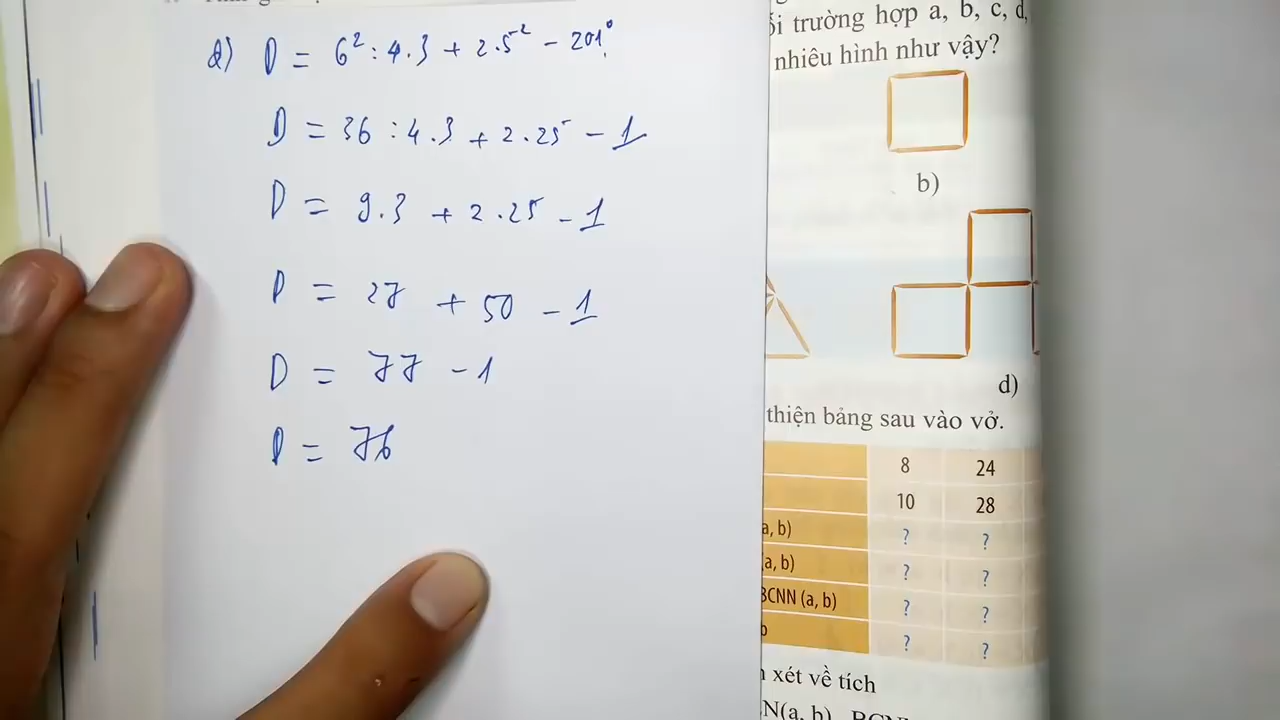 d) D = 6² : 4.3 + 2.5² - 201⁰
D = 36 : 4.3 + 2.25 - 1
D = 9.3 + 2.25 - 1
D = 27 + 50 - 1
D = 77 - 1
D = 76
ối trường hợp a, b, c, d,
nhiêu hình như vậy?
b)
d)
thiện bảng sau vào vở.
8 24
10 28
a, b) ? ?
(a, b) ? ?
BCNN (a, b) ? ?
b ? ?
xét về tích
N(a, b)